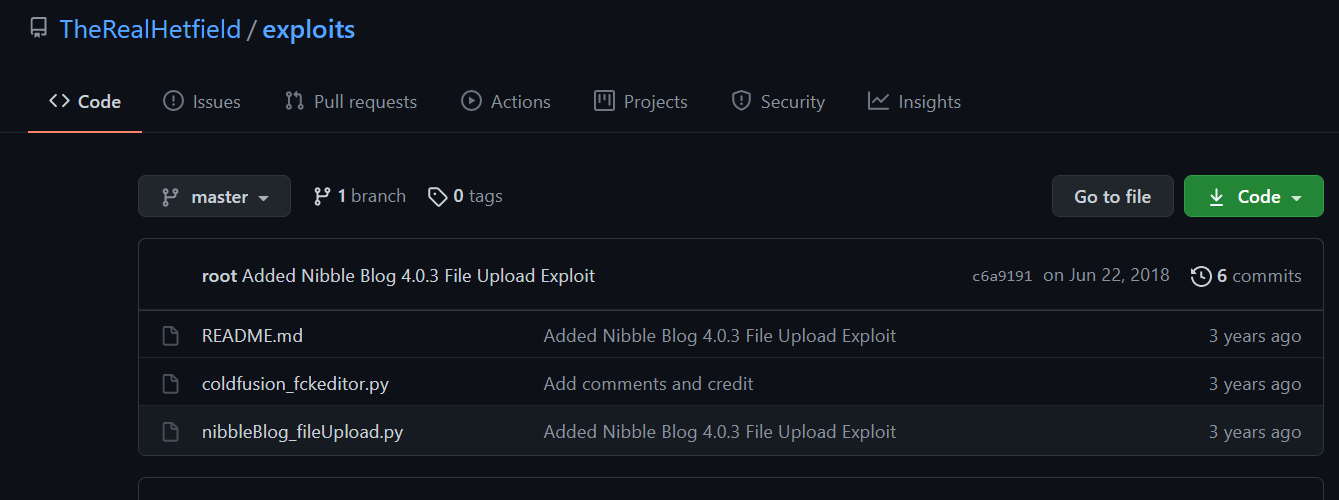 TheRealHetfield / exploits
Code Issues Pull requests Actions Projects Security Insights
master 1 branch 0 tags Go to file Code
root Added Nibble Blog 4.0.3 File Upload Exploit c6a9191 on Jun 22, 2018 6 commits
README.md Added Nibble Blog 4.0.3 File Upload Exploit 3 years ago
coldfusion_fckeditor.py Add comments and credit 3 years ago
nibbleBlog_fileUpload.py Added Nibble Blog 4.0.3 File Upload Exploit 3 years ago